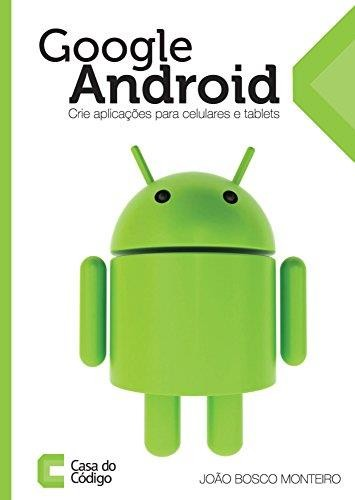 Google
Android
Crie aplicações para celulares e tablets
Casa do
Código
JOÃO BOSCO MONTEIRO